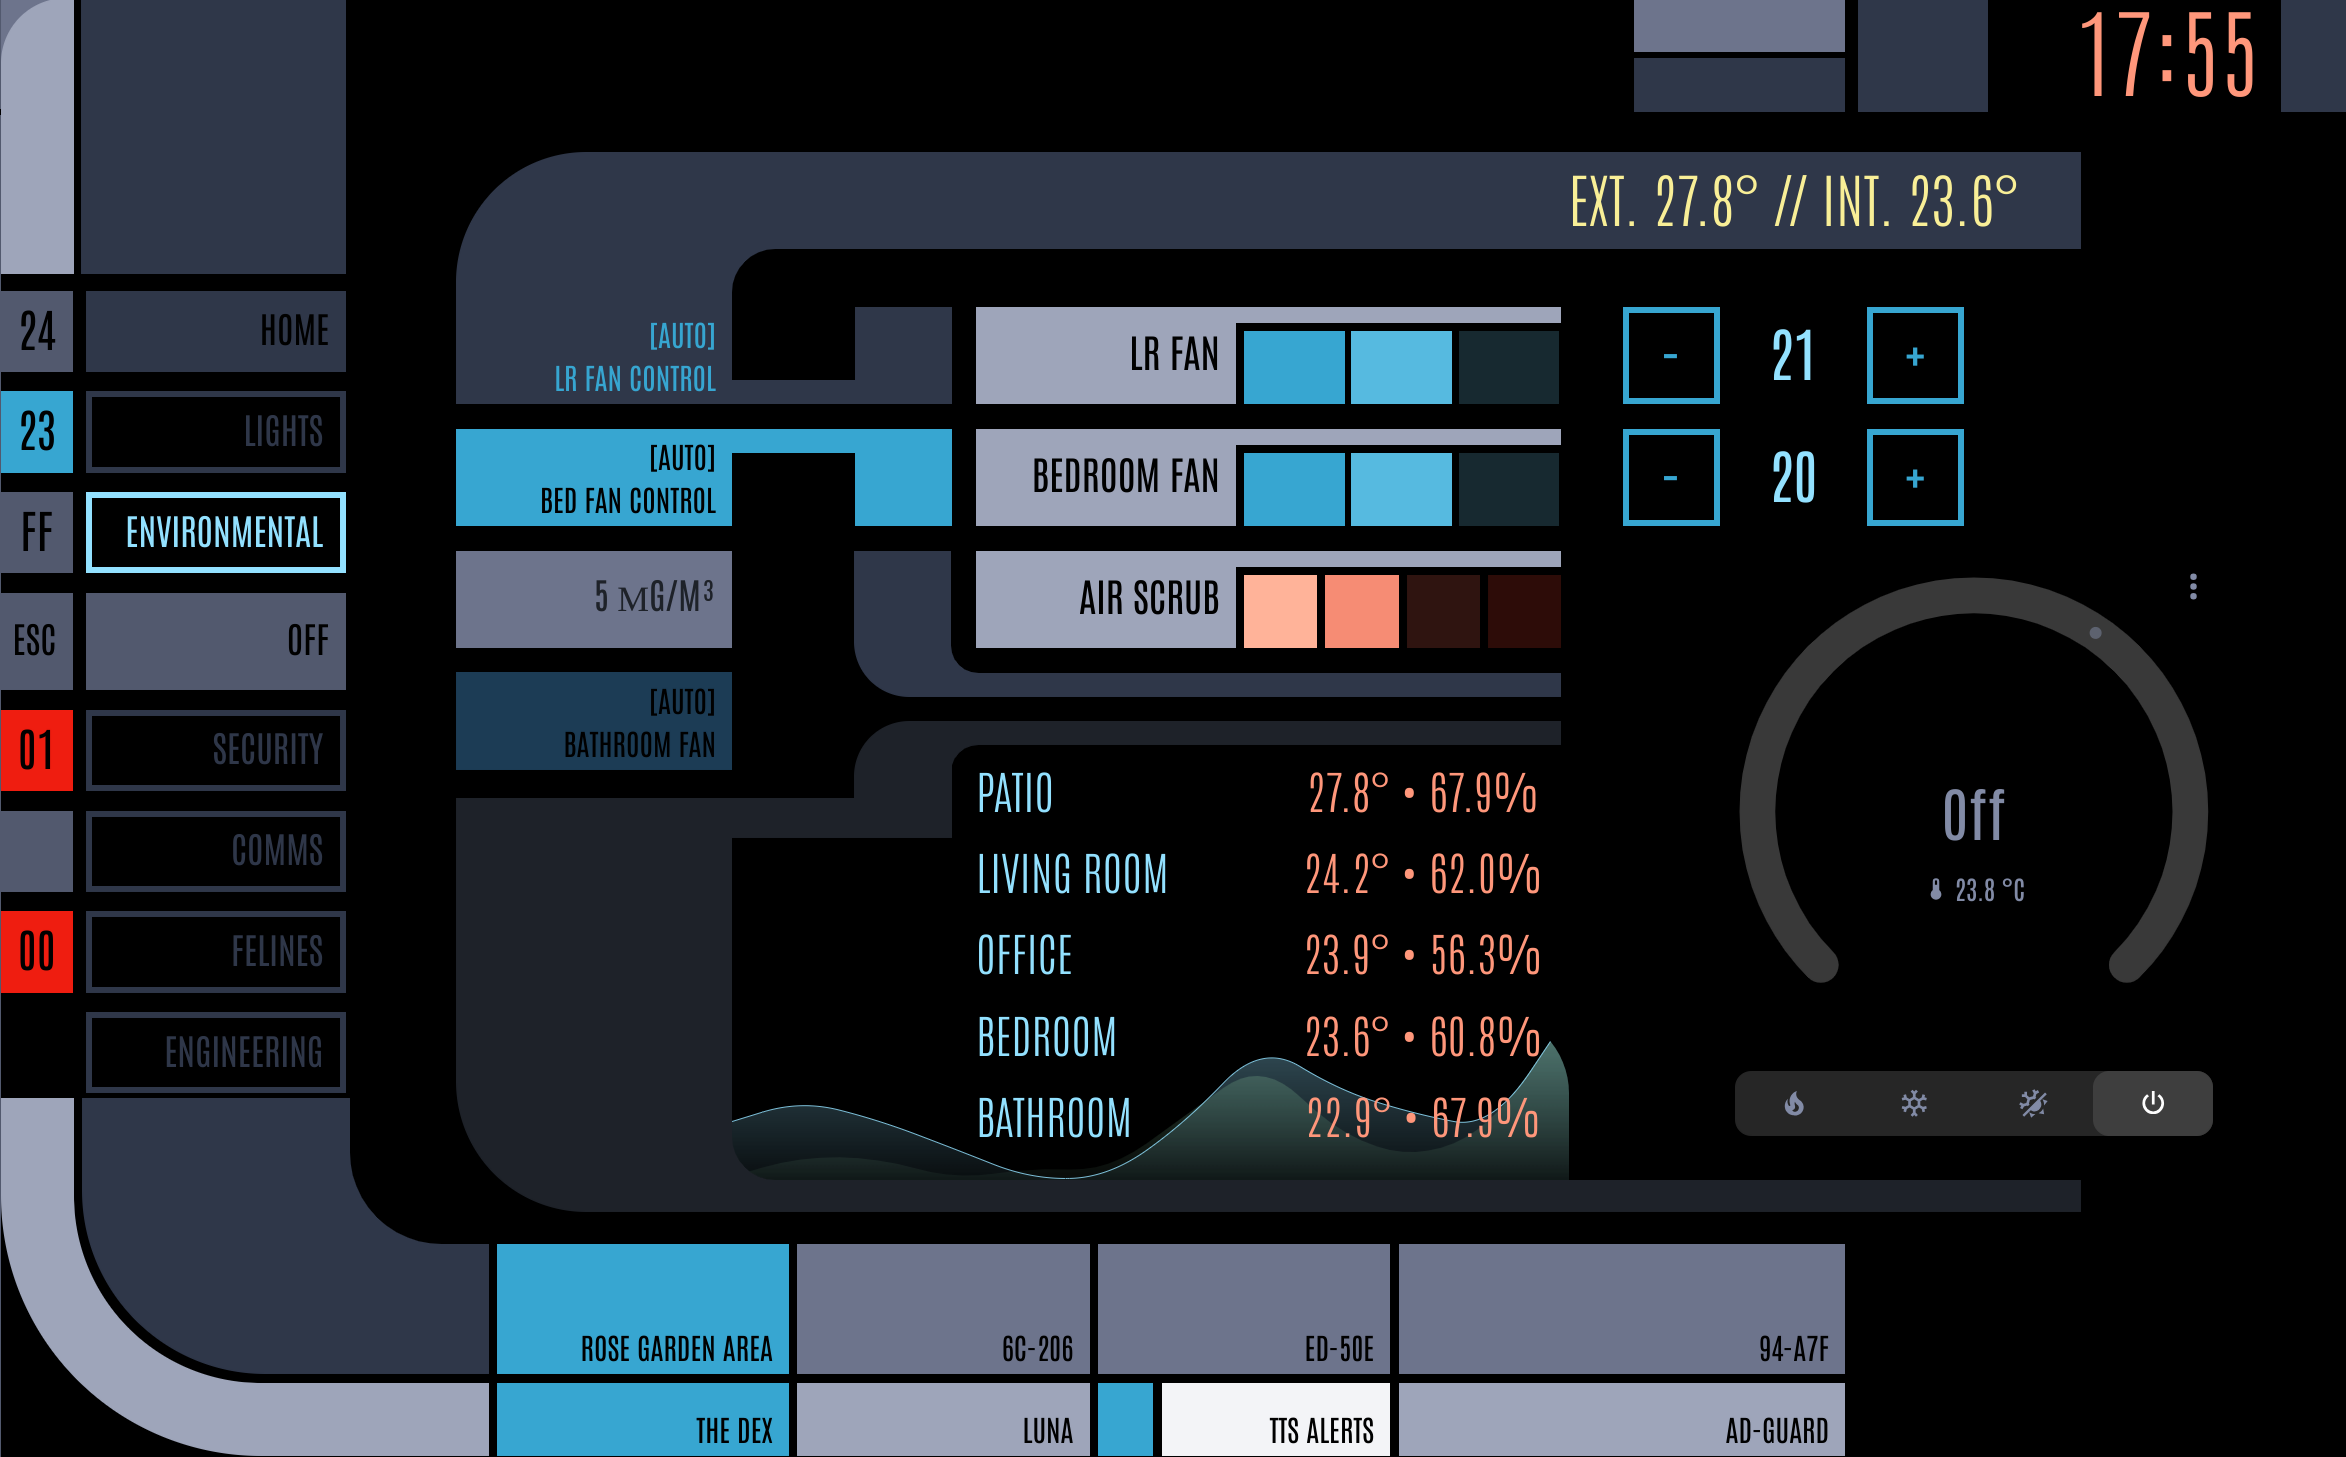 17:55
EXT. 27.8° // INT. 23.6°
24 HOME
23 LIGHTS
FF ENVIRONMENTAL
ESC OFF
01 SECURITY
COMMS
00 FELINES
ENGINEERING
[AUTO]
LR FAN CONTROL
LR FAN
- 21 +
[AUTO]
BED FAN CONTROL
BEDROOM FAN
- 20 +
5 ΜG/M³
AIR SCRUB
[AUTO]
BATHROOM FAN
PATIO 27.8° • 67.9%
LIVING ROOM 24.2° • 62.0%
OFFICE 23.9° • 56.3%
BEDROOM 23.6° • 60.8%
BATHROOM 22.9° • 67.9%
Off
23.8 °C
ROSE GARDEN AREA
6C-206
ED-50E
94-A7F
THE DEX
LUNA
TTS ALERTS
AD-GUARD